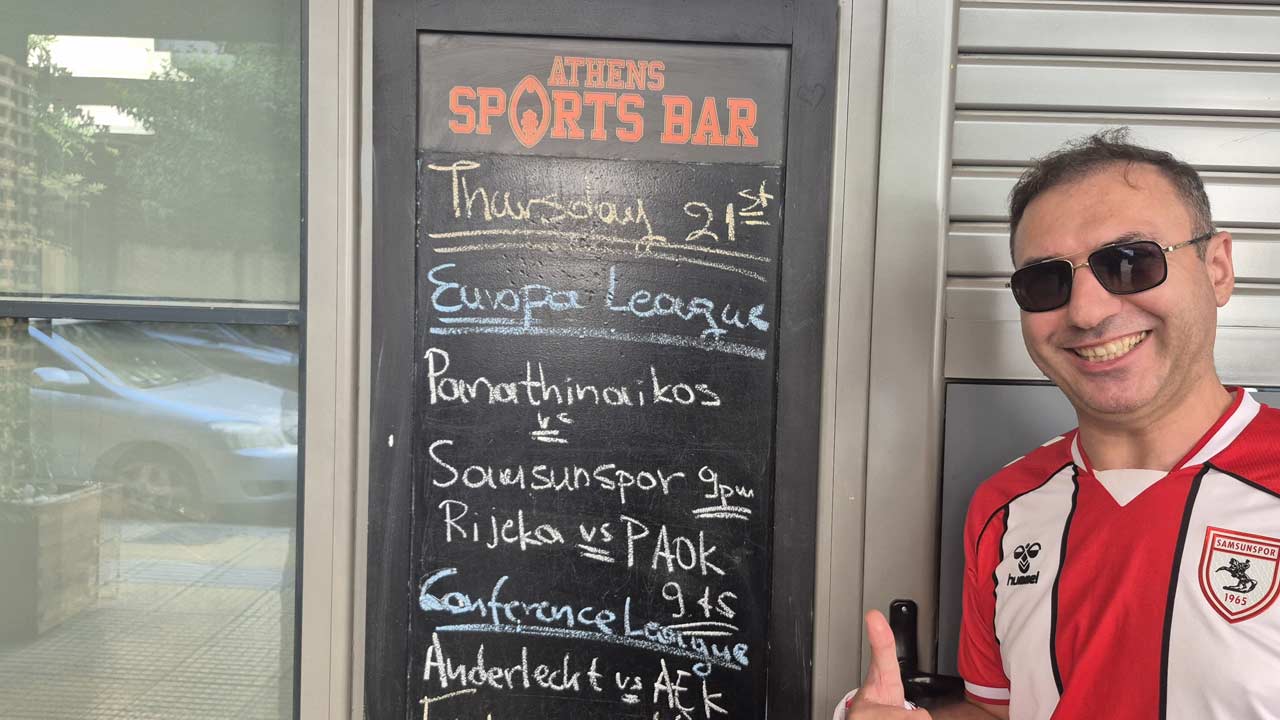 ATHENS
SPORTS BAR
Thursday 21st
Europa League
Panathinaikos
vs
Samsunspor 9pm
Rijeka vs PAOK
9 45
Conference League
Anderlecht vs AEK
hummel
SAMSUNSPOR
1965